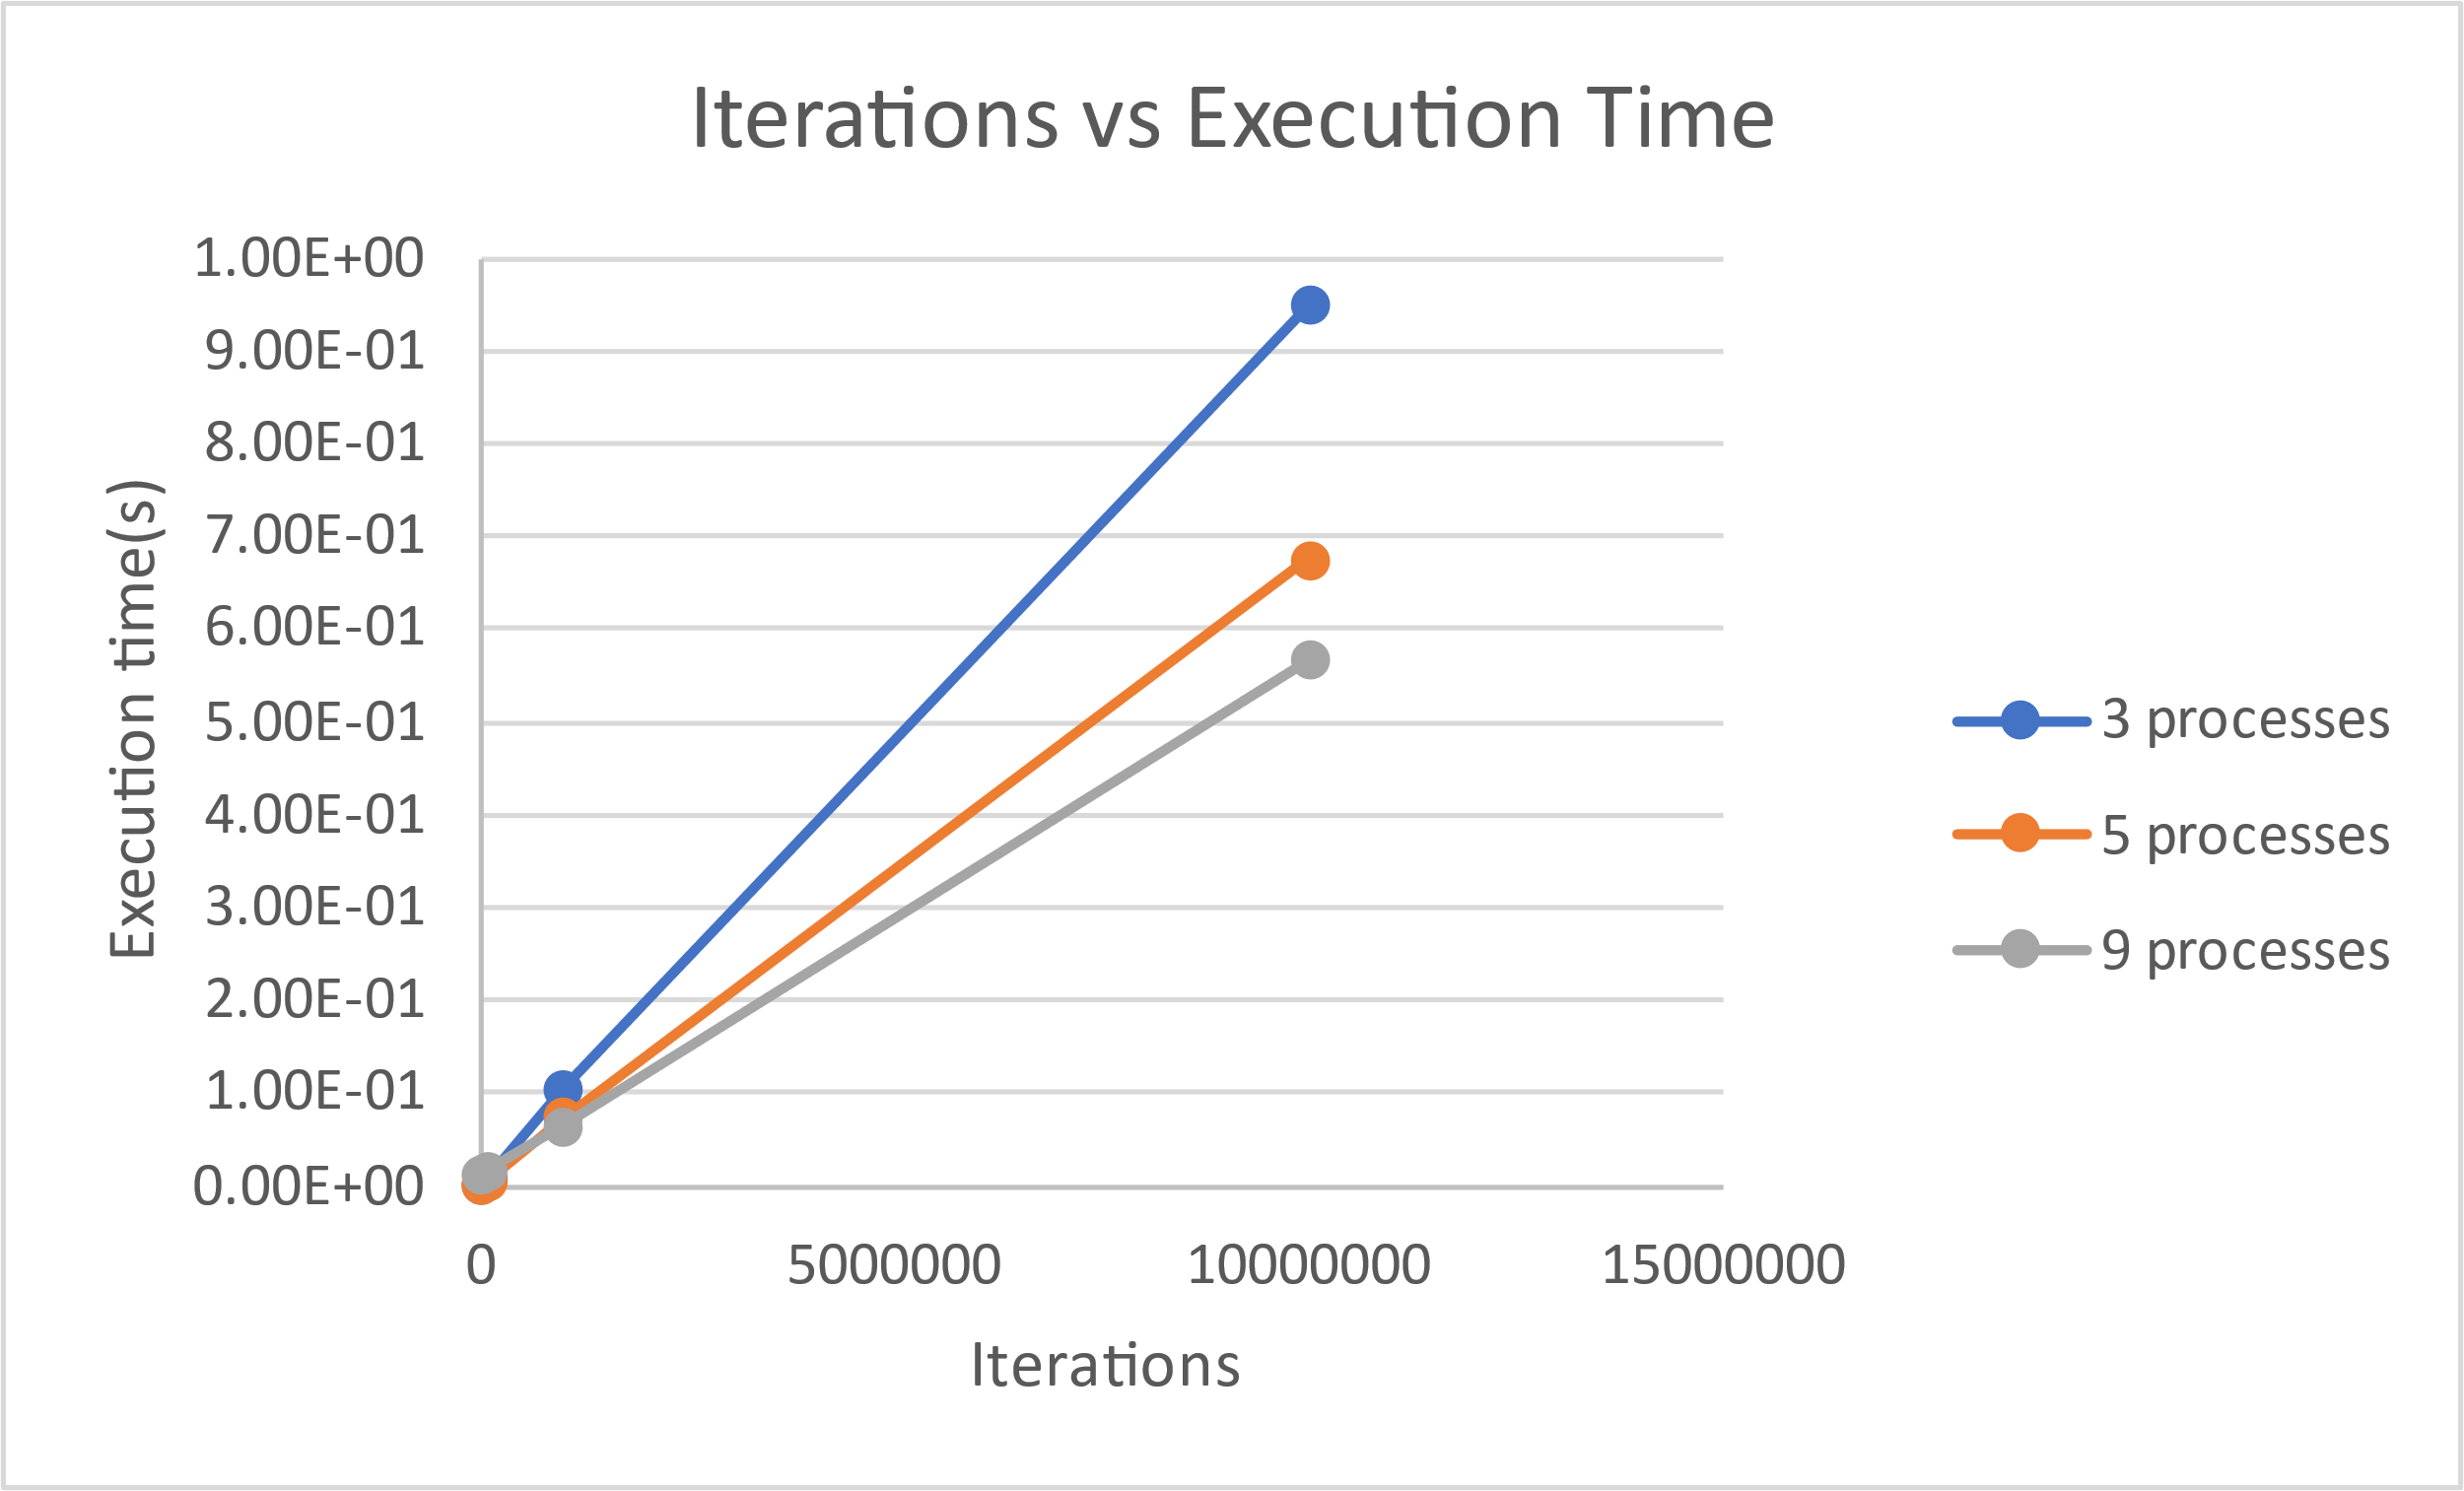 Iterations vs Execution Time
1.00E+00
9.00E-01
8.00E-01
7.00E-01
6.00E-01
5.00E-01
4.00E-01
3.00E-01
2.00E-01
1.00E-01
0.00E+00
Execution time(s)
0 5000000 10000000 15000000
Iterations
3 processes
5 processes
9 processes